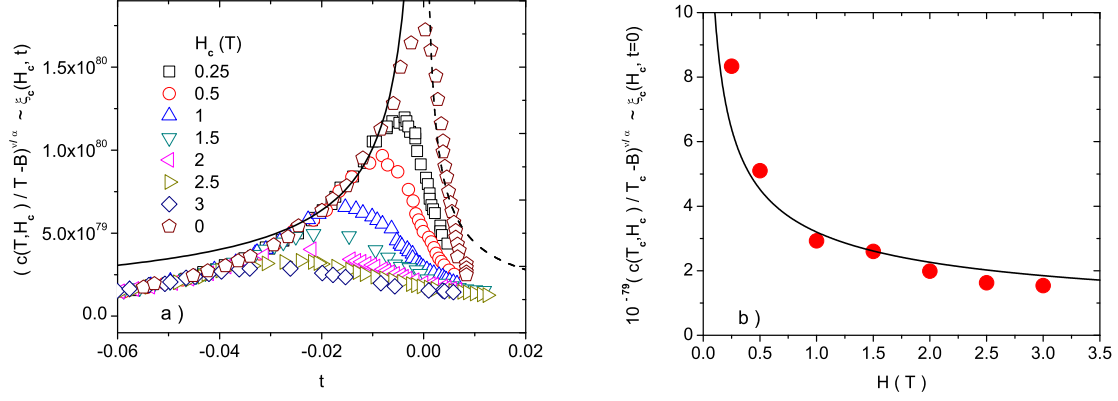 ( c(T,H_c ) / T -B)^ν/α ~ ξ_c(H_c, t)
1.5x10^80
1.0x10^80
5.0x10^79
0.0
H_c (T)
0.25
0.5
1
1.5
2
2.5
3
0
a )
-0.06
-0.04
-0.02
0.00
0.02
t
10^-79 ( c(T_c,H_c ) / T_c -B)^ν/α ~ ξ_c(H_c, t=0)
10
8
6
4
2
0
b )
0.0
0.5
1.0
1.5
2.0
2.5
3.0
3.5
H ( T )